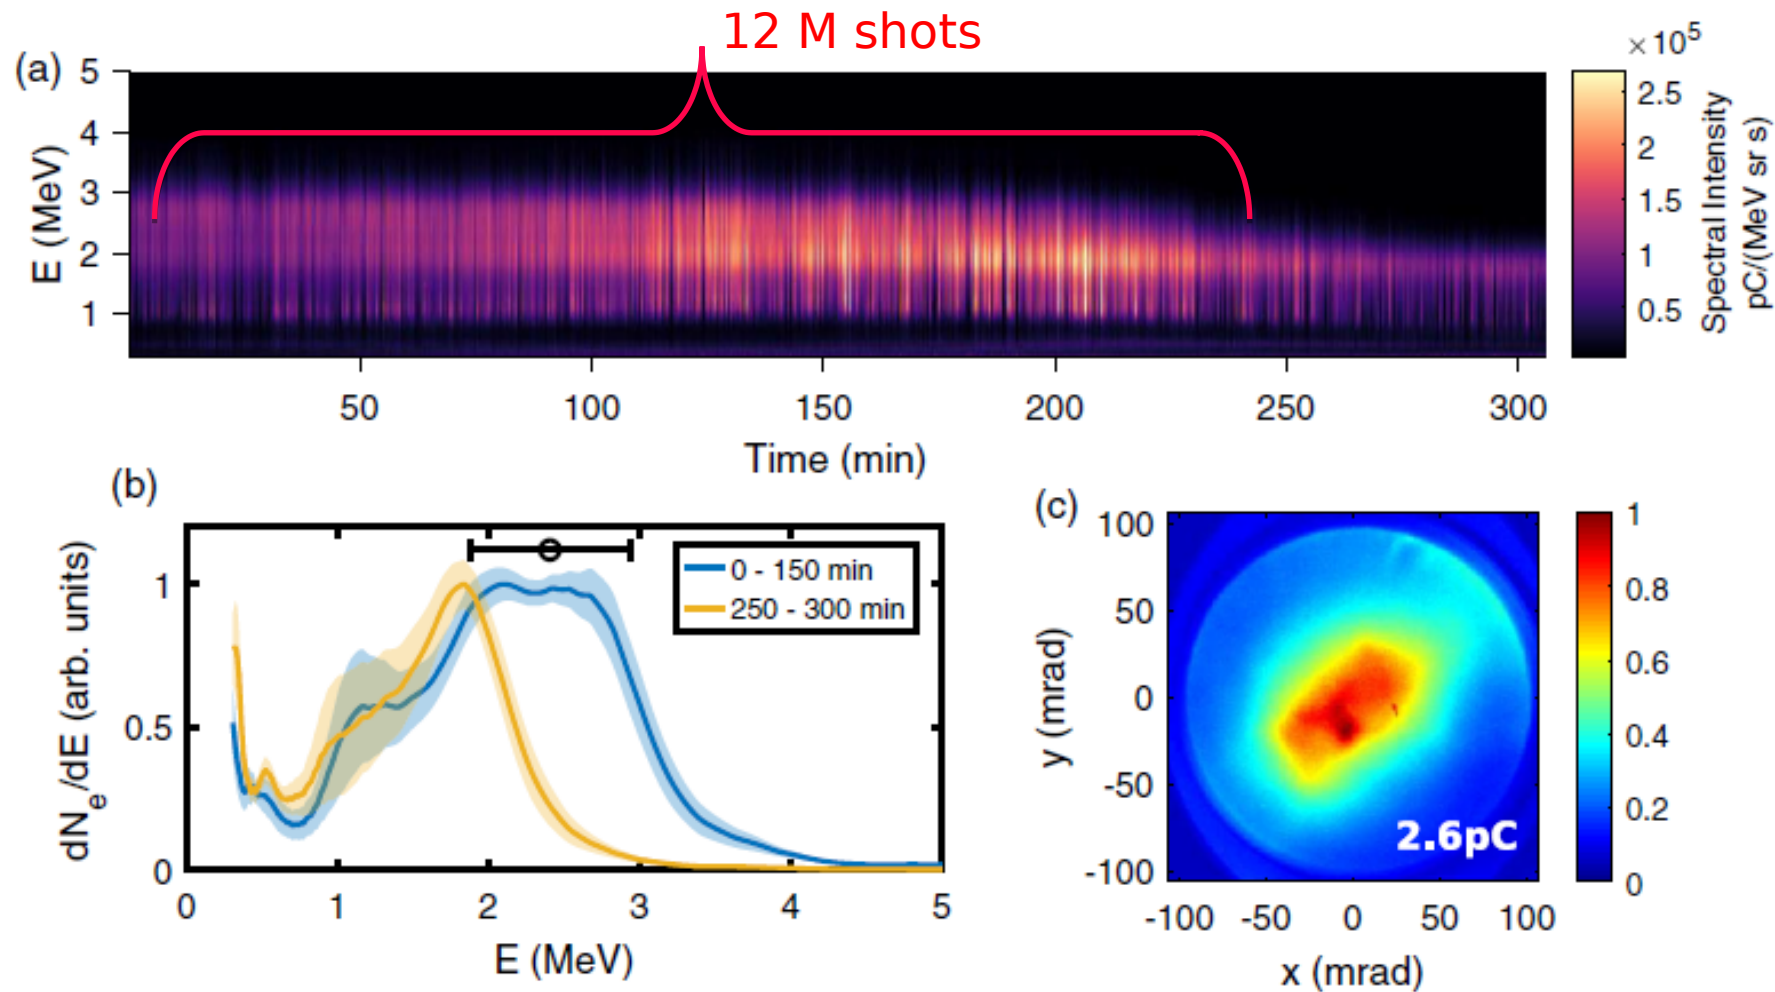 12 M shots
(a)
× 10⁵
5
4
3
2
1
E (MeV)
50 100 150 200 250 300
Time (min)
2.5
2
1.5
1
0.5
Spectral Intensity
pC/(MeV sr s)
(b)
1
0.5
0
dNₑ/dE (arb. units)
0 - 150 min
250 - 300 min
0 1 2 3 4 5
E (MeV)
(c)
100
50
0
-50
-100
y (mrad)
2.6pC
-100 -50 0 50 100
x (mrad)
1
0.8
0.6
0.4
0.2
0